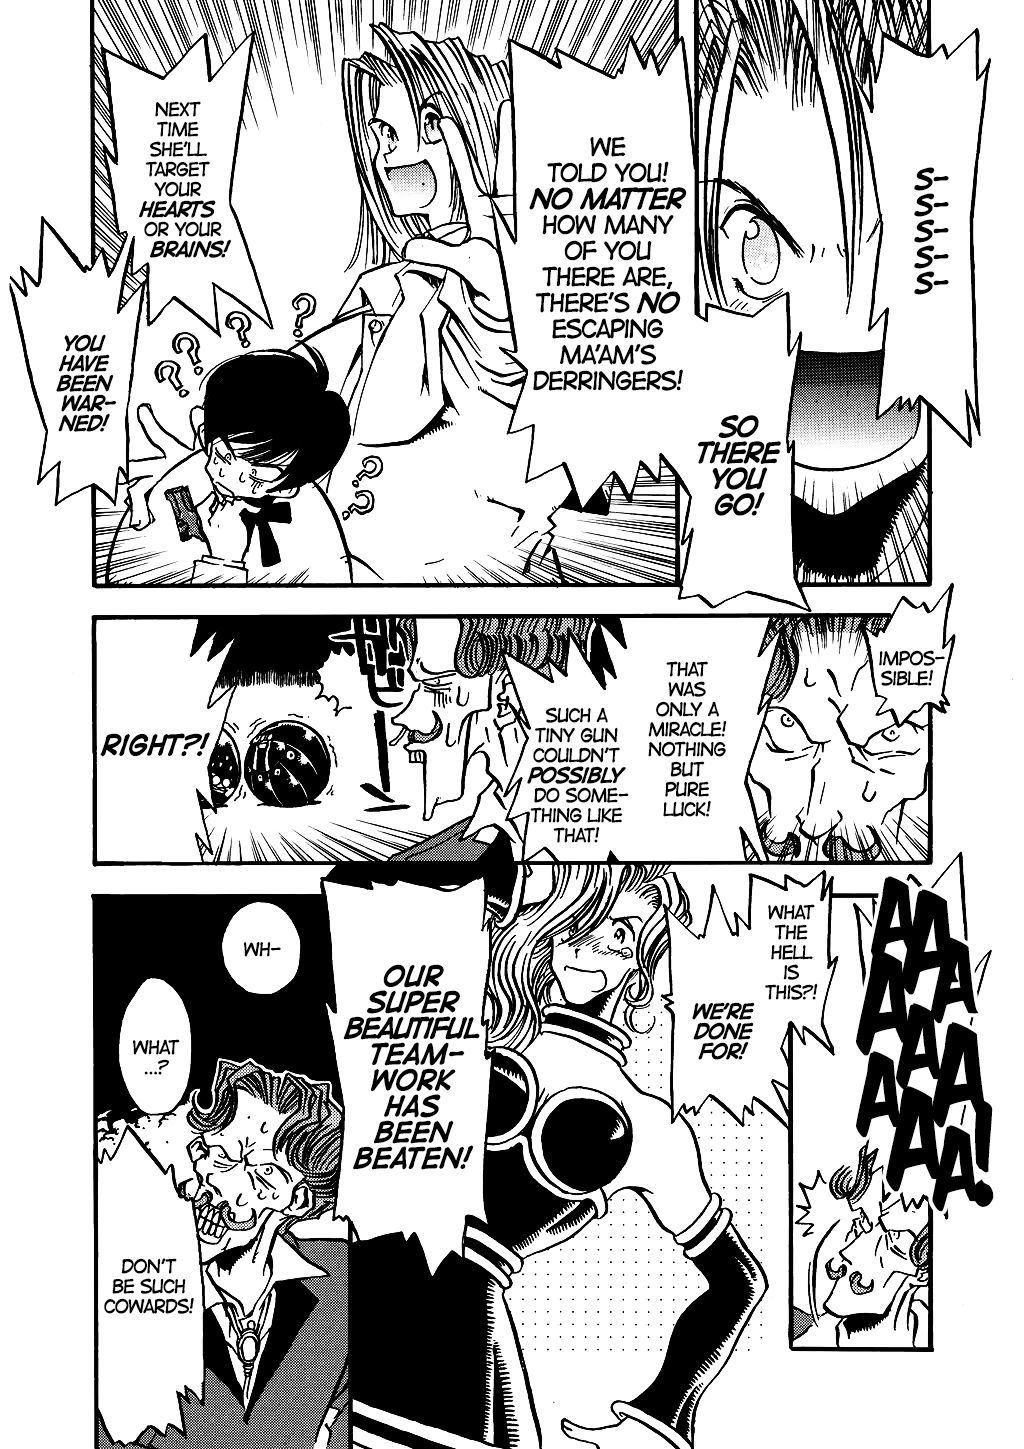 S-
S-
S-
S-
S-
SO
THERE
YOU
GO!
WE
TOLD YOU!
NO MATTER
HOW MANY
OF YOU
THERE ARE,
THERE'S NO
ESCAPING
MA'AM'S
DERRINGERS!
NEXT
TIME
SHE'LL
TARGET
YOUR
HEARTS
OR YOUR
BRAINS!
YOU
HAVE
BEEN
WAR-
NED!
?
?
?
?
?
?
?
IMPOS-
SIBLE!
THAT
WAS
ONLY A
MIRACLE!
NOTHING
BUT
PURE
LUCK!
SUCH A
TINY GUN
COULDN'T
POSSIBLY
DO SOME-
THING LIKE
THAT!
RIGHT?!
AAA
AAA
AAA
AAA!
WHAT
THE
HELL
IS
THIS?!
WE'RE
DONE
FOR!
OUR
SUPER
BEAUTIFUL
TEAM-
WORK
HAS
BEEN
BEATEN!
WH-
WHAT
...?
DON'T
BE SUCH
COWARDS!